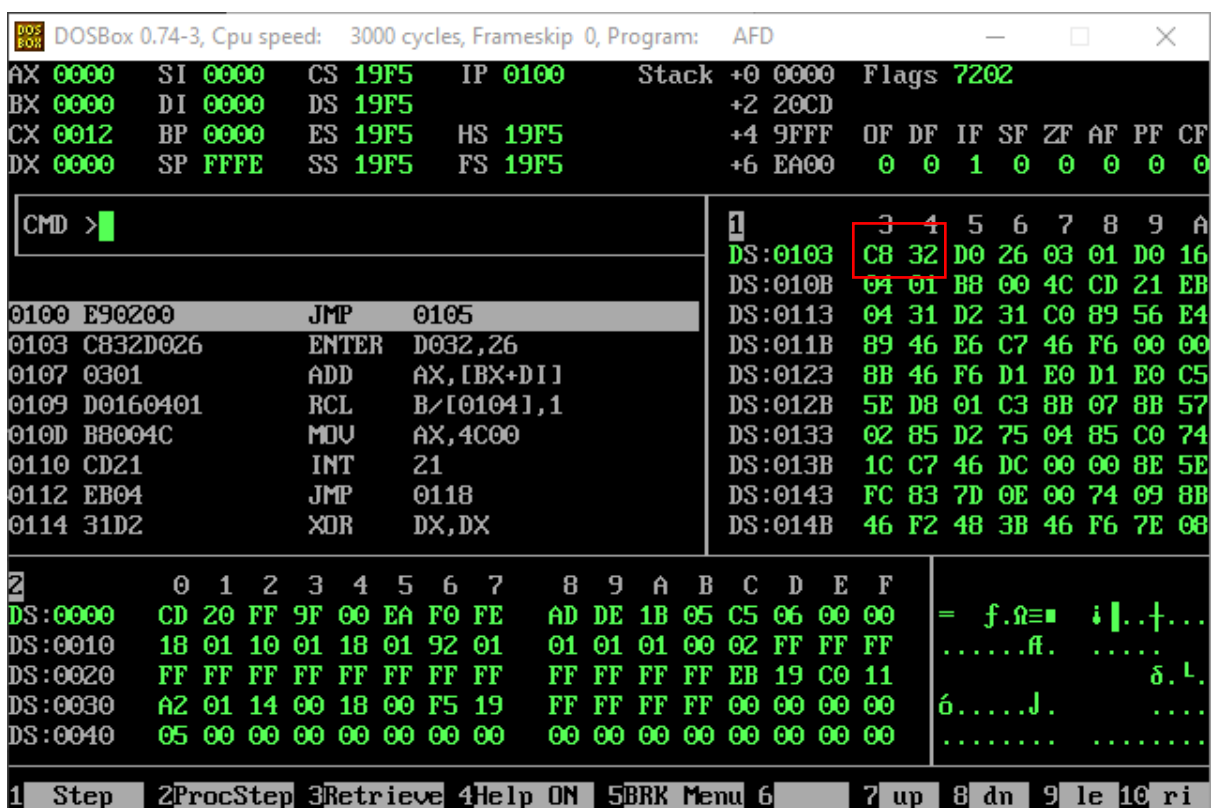 DOSBox 0.74-3, Cpu speed: 3000 cycles, Frameskip 0, Program: AFD
AX 0000 SI 0000 CS 19F5 IP 0100 Stack +0 0000 Flags 7202
BX 0000 DI 0000 DS 19F5 +2 20CD
CX 0012 BP 0000 ES 19F5 HS 19F5 +4 9FFF OF DF IF SF ZF AF PF CF
DX 0000 SP FFFE SS 19F5 FS 19F5 +6 EA00 0 0 1 0 0 0 0 0
CMD >
1 3 4 5 6 7 8 9 A
DS:0103 C8 32 D0 26 03 01 D0 16
DS:010B 04 01 B8 00 4C CD 21 EB
DS:0113 04 31 D2 31 C0 89 56 E4
DS:011B 89 46 E6 C7 46 F6 00 00
DS:0123 8B 46 F6 D1 E0 D1 E0 C5
DS:012B 5E D8 01 C3 8B 07 8B 57
DS:0133 02 85 D2 75 04 85 C0 74
DS:013B 1C C7 46 DC 00 00 8E 5E
DS:0143 FC 83 7D 0E 00 74 09 8B
DS:014B 46 F2 48 3B 46 F6 7E 08
0100 E90200 JMP 0105
0103 C832D026 ENTER D032,26
0107 0301 ADD AX,[BX+DI]
0109 D0160401 RCL B/[0104],1
010D B8004C MOV AX,4C00
0110 CD21 INT 21
0112 EB04 JMP 0118
0114 31D2 XOR DX,DX
2 0 1 2 3 4 5 6 7 8 9 A B C D E F
DS:0000 CD 20 FF 9F 00 EA F0 FE AD DE 1B 05 C5 06 00 00 = ƒ.Ω≡■ ¡▐..┼...
DS:0010 18 01 10 01 18 01 92 01 01 01 01 00 02 FF FF FF ......Æ. .....
DS:0020 FF FF FF FF FF FF FF FF FF FF FF FF EB 19 C0 11 δ.└.
DS:0030 A2 01 14 00 18 00 F5 19 FF FF FF FF 00 00 00 00 ó.....⌡. ....
DS:0040 05 00 00 00 00 00 00 00 00 00 00 00 00 00 00 00 ........ ........
1 Step 2ProcStep 3Retrieve 4Help ON 5BRK Menu 6 7 up 8 dn 9 le 10 ri